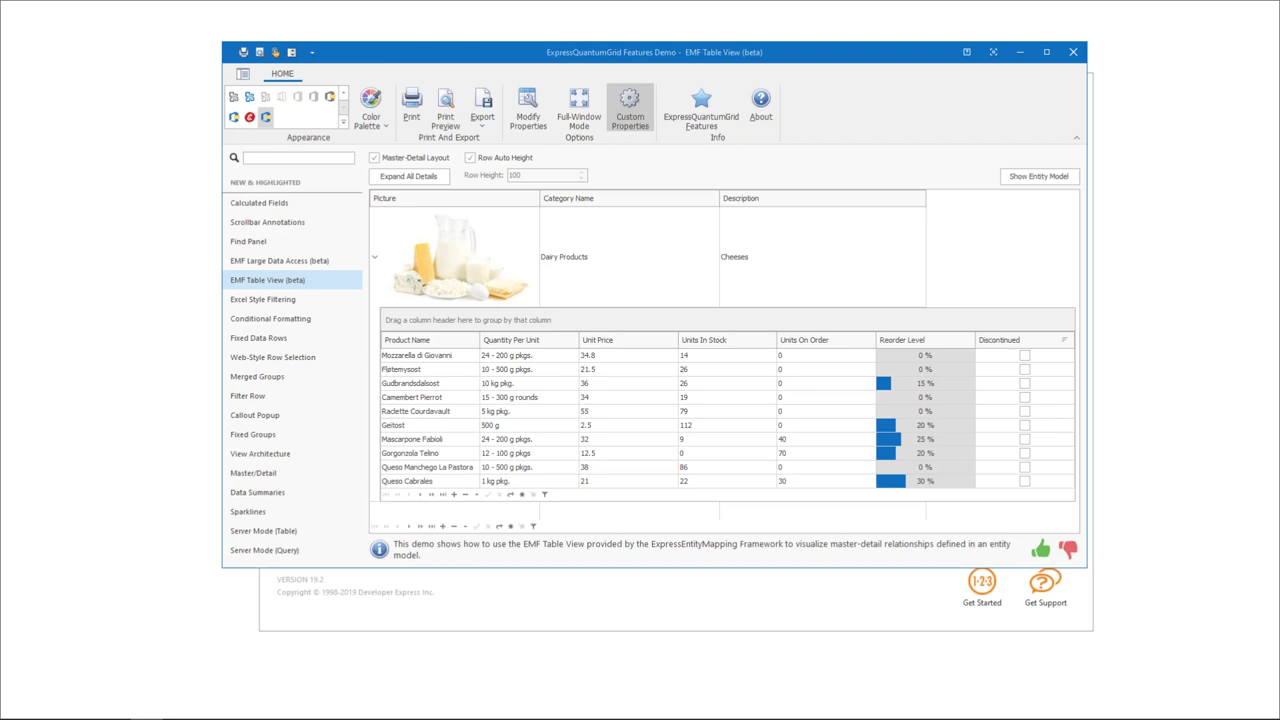 ExpressQuantumGrid Features Demo - EMF Table View (beta)
HOME
Color Palette
Print
Print Preview
Export
Modify Properties
Full-Window Mode
Custom Properties
ExpressQuantumGrid Features
About
Appearance
Print And Export
Options
Info
Master-Detail Layout
Row Auto Height
Expand All Details
Row Height: 100
Show Entity Model
NEW & HIGHLIGHTED
Calculated Fields
Scrollbar Annotations
Find Panel
EMF Large Data Access (beta)
EMF Table View (beta)
Excel Style Filtering
Conditional Formatting
Fixed Data Rows
Web-Style Row Selection
Merged Groups
Filter Row
Callout Popup
Fixed Groups
View Architecture
Master/Detail
Data Summaries
Sparklines
Server Mode (Table)
Server Mode (Query)
Picture Category Name Description
Dairy Products Cheeses
Drag a column header here to group by that column
Product Name Quantity Per Unit Unit Price Units In Stock Units On Order Reorder Level Discontinued
Mozzarella di Giovanni 24 - 200 g pkgs. 34.8 14 0 0 %
Fløtemysost 10 - 500 g pkgs. 21.5 26 0 0 %
Gudbrandsdalsost 10 kg pkg. 36 26 0 15 %
Camembert Pierrot 15 - 300 g rounds 34 19 0 0 %
Raclette Courdavault 5 kg pkg. 55 79 0 0 %
Geitost 500 g 2.5 112 0 20 %
Mascarpone Fabioli 24 - 200 g pkgs. 32 9 40 25 %
Gorgonzola Telino 12 - 100 g pkgs 12.5 0 70 20 %
Queso Manchego La Pastora 10 - 500 g pkgs. 38 86 0 0 %
Queso Cabrales 1 kg pkg. 21 22 30 30 %
This demo shows how to use the EMF Table View provided by the ExpressEntityMapping Framework to visualize master-detail relationships defined in an entity
model.
VERSION 19.2
Copyright © 1998-2019 Developer Express Inc.
1·2·3
Get Started
Get Support